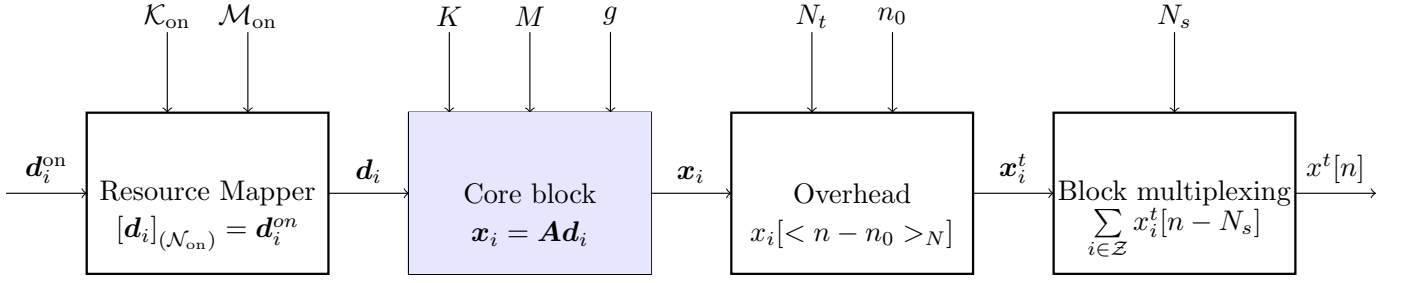 𝒦_on ℳ_on K M g N_t n_0 N_s
d_i^on d_i x_i x_i^t x^t[n]
Resource Mapper Core block Overhead Block multiplexing
[d_i]_(𝒩_on) = d_i^on x_i = Ad_i x_i[< n − n_0 >_N] ∑_{i∈𝒵} x_i^t[n − N_s]